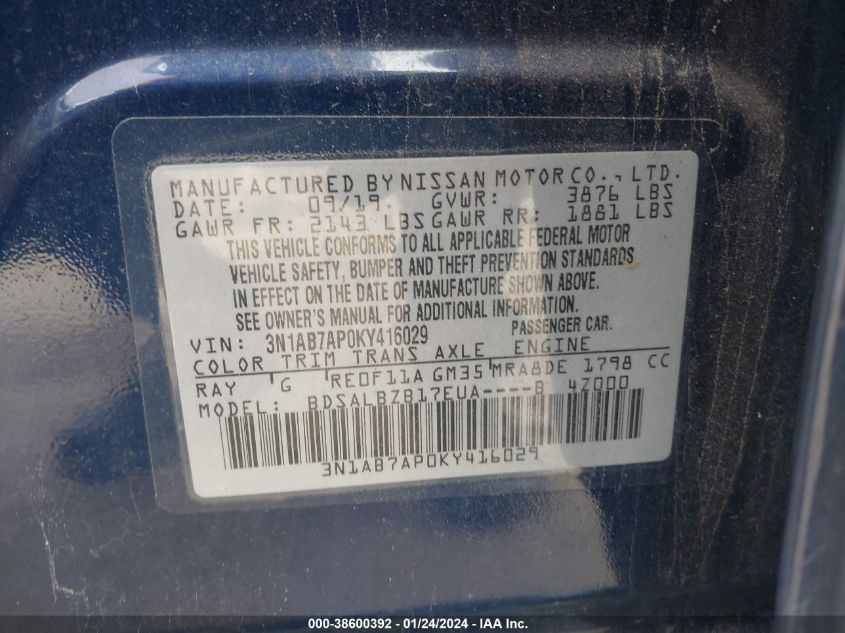 MANUFACTURED BY NISSAN MOTOR CO., LTD.
DATE: 09/19 GVWR: 3876 LBS
GAWR FR: 2143 LBS GAWR RR: 1881 LBS
THIS VEHICLE CONFORMS TO ALL APPLICABLE FEDERAL MOTOR
VEHICLE SAFETY, BUMPER AND THEFT PREVENTION STANDARDS
IN EFFECT ON THE DATE OF MANUFACTURE SHOWN ABOVE.
SEE OWNER'S MANUAL FOR ADDITIONAL INFORMATION.
VIN: 3N1AB7AP0KY416029 PASSENGER CAR.
COLOR TRIM TRANS AXLE ENGINE
RAY G RE0F11A GM35 MRA8DE 1798 CC
MODEL: BDSALBZB17EUA----B 4Z000
3N1AB7AP0KY416029
000-38600392 - 01/24/2024 - IAAI.com